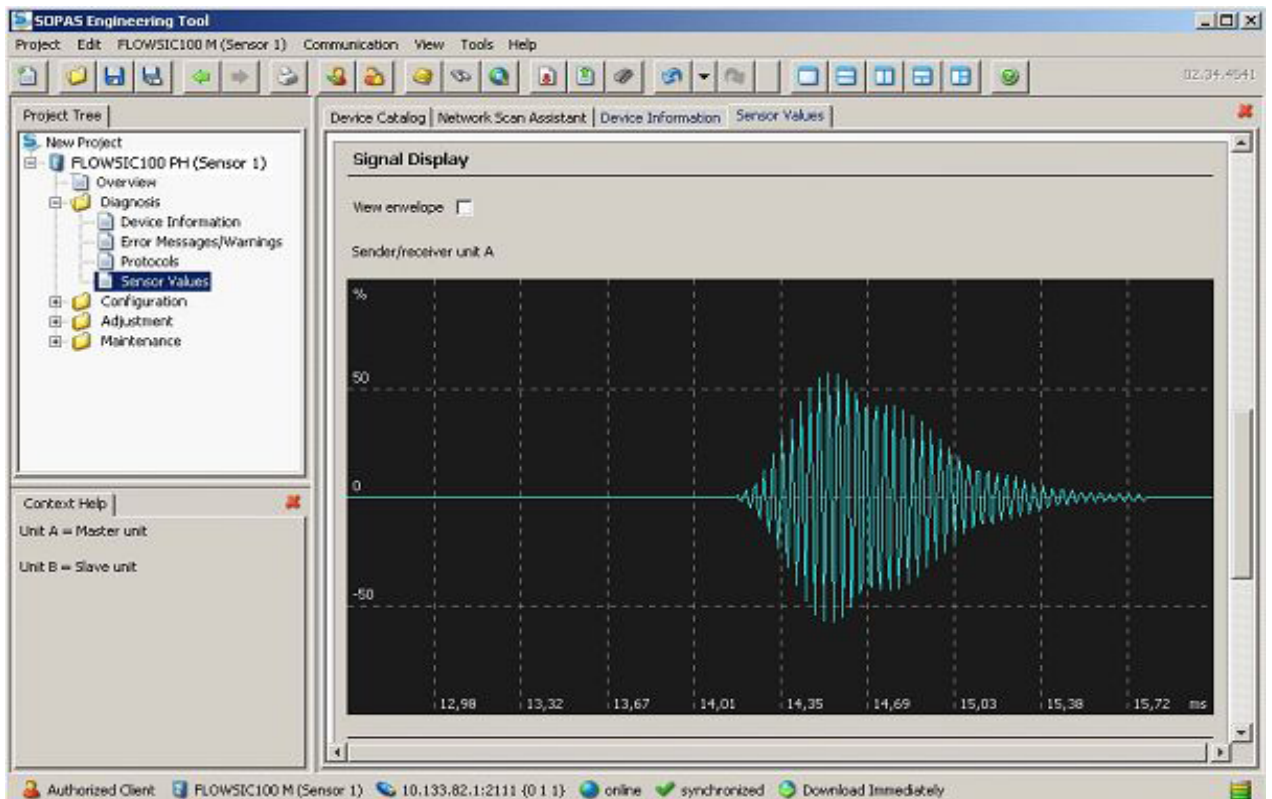 SOPAS Engineering Tool
Project Edit FLOWSIC100 M (Sensor 1) Communication View Tools Help
02.34.4541
Project Tree
New Project
FLOWSIC100 PH (Sensor 1)
Overview
Diagnosis
Device Information
Error Messages/Warnings
Protocols
Sensor Values
Configuration
Adjustment
Maintenance
Context Help
Unit A = Master unit
Unit B = Slave unit
Device Catalog Network Scan Assistant Device Information Sensor Values
Signal Display
View envelope
Sender/receiver unit A
%
50
0
-50
12,98 13,32 13,67 14,01 14,35 14,69 15,03 15,38 15,72 ms
Authorized Client FLOWSIC100 M (Sensor 1) 10.133.82.1:2111 {0 1 1} online synchronized Download Immediately